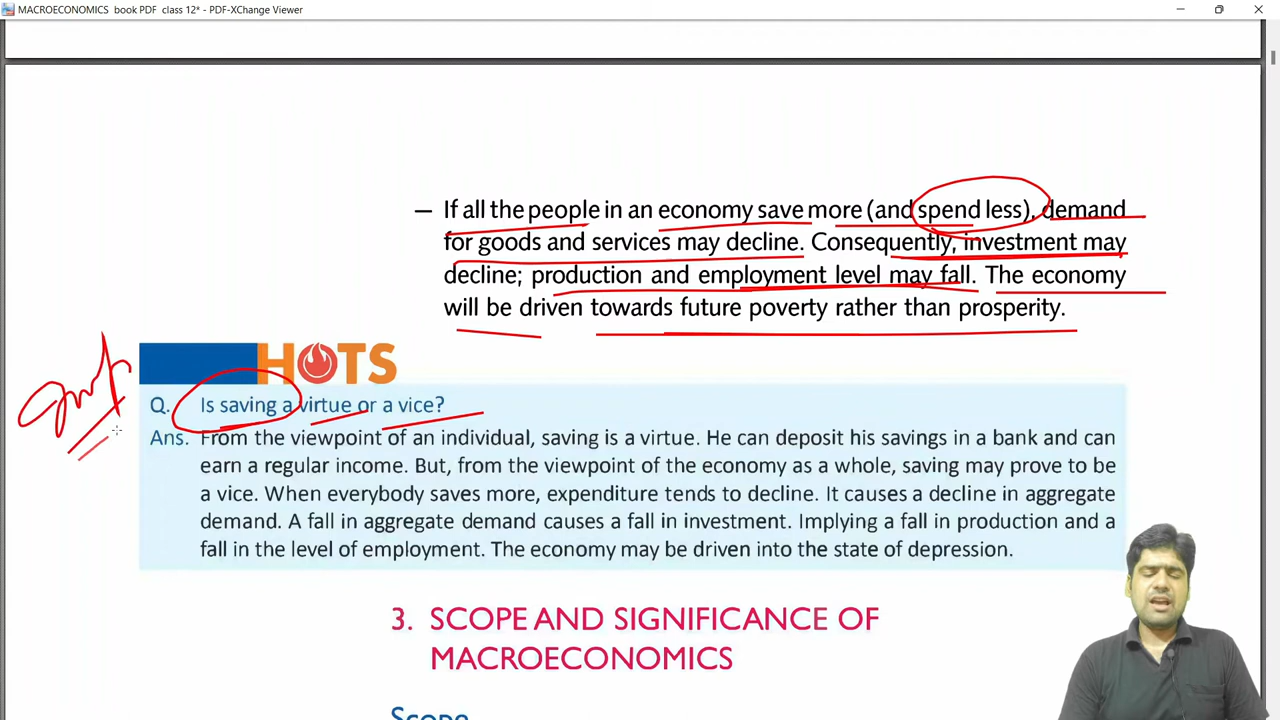 MACROECONOMICS book PDF class 12* - PDF-XChange Viewer
– If all the people in an economy save more (and spend less), demand
for goods and services may decline. Consequently, investment may
decline; production and employment level may fall. The economy
will be driven towards future poverty rather than prosperity.
HOTS
Q. Is saving a virtue or a vice?
Ans. From the viewpoint of an individual, saving is a virtue. He can deposit his savings in a bank and can
earn a regular income. But, from the viewpoint of the economy as a whole, saving may prove to be
a vice. When everybody saves more, expenditure tends to decline. It causes a decline in aggregate
demand. A fall in aggregate demand causes a fall in investment. Implying a fall in production and a
fall in the level of employment. The economy may be driven into the state of depression.
3. SCOPE AND SIGNIFICANCE OF
MACROECONOMICS
Scope